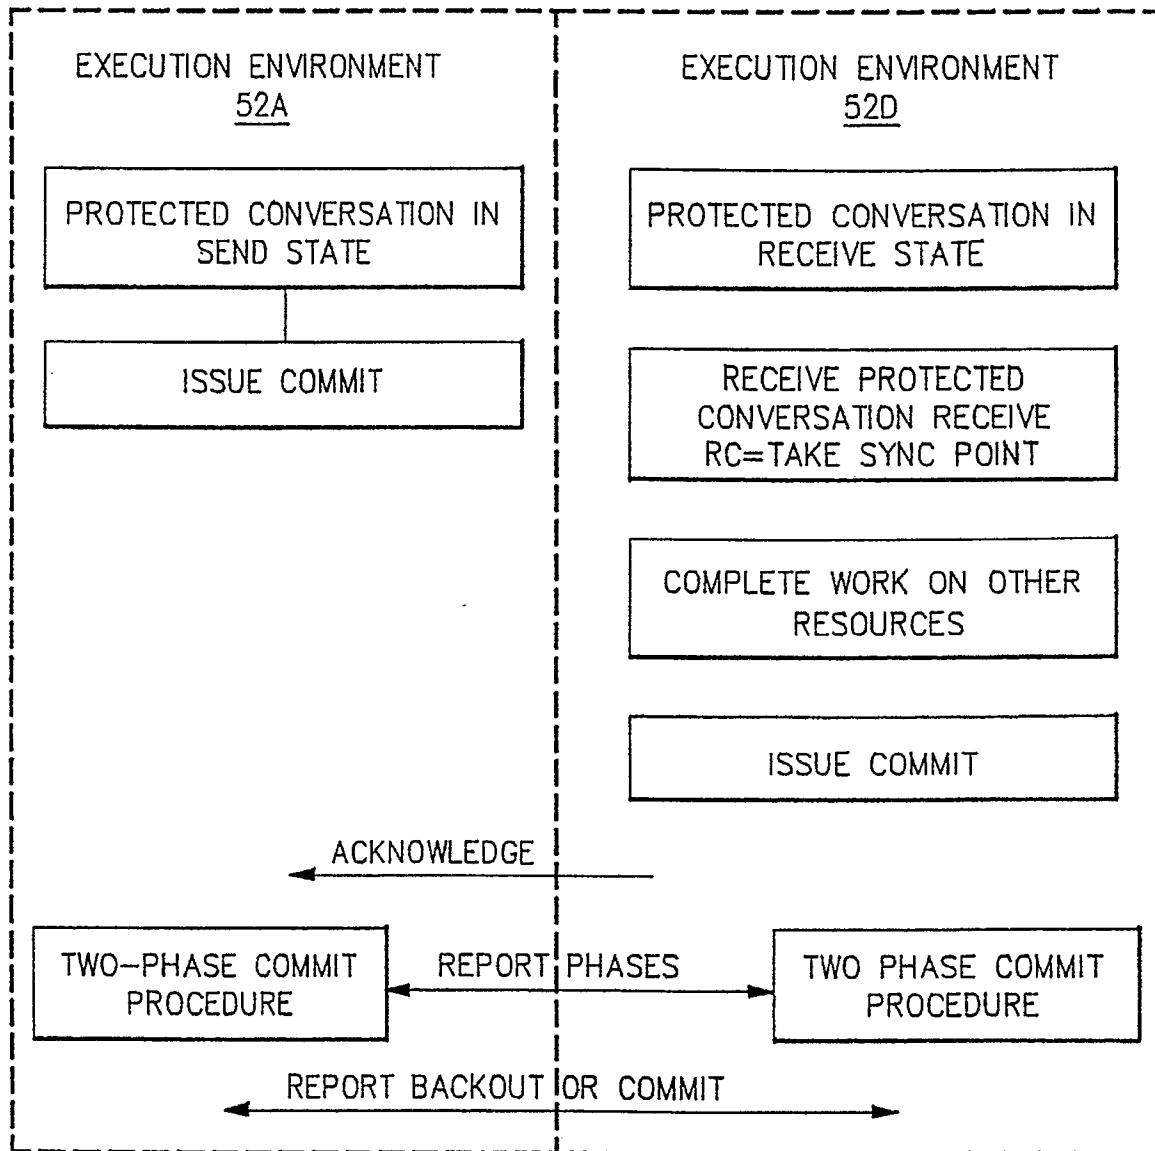 EXECUTION ENVIRONMENT
52A
PROTECTED CONVERSATION IN
SEND STATE
ISSUE COMMIT
EXECUTION ENVIRONMENT
52D
PROTECTED CONVERSATION IN
RECEIVE STATE
RECEIVE PROTECTED
CONVERSATION RECEIVE
RC=TAKE SYNC POINT
COMPLETE WORK ON OTHER
RESOURCES
ISSUE COMMIT
ACKNOWLEDGE
TWO-PHASE COMMIT
PROCEDURE
REPORT PHASES
TWO PHASE COMMIT
PROCEDURE
REPORT BACKOUT OR COMMIT